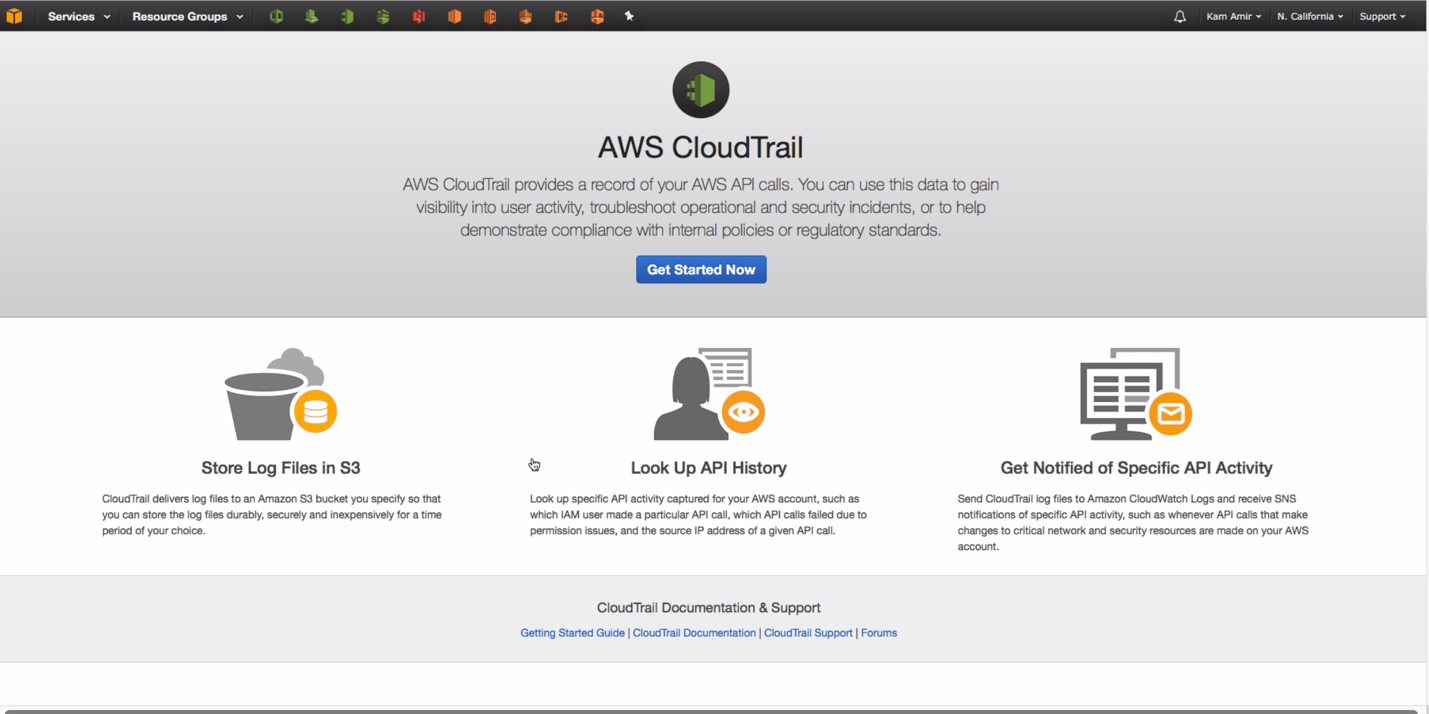 Services Resource Groups Kam Amir N. California Support
AWS CloudTrail
AWS CloudTrail provides a record of your AWS API calls. You can use this data to gain
visibility into user activity, troubleshoot operational and security incidents, or to help
demonstrate compliance with internal policies or regulatory standards.
Get Started Now
Store Log Files in S3
CloudTrail delivers log files to an Amazon S3 bucket you specify so that
you can store the log files durably, securely and inexpensively for a time
period of your choice.
Look Up API History
Look up specific API activity captured for your AWS account, such as
which IAM user made a particular API call, which API calls failed due to
permission issues, and the source IP address of a given API call.
Get Notified of Specific API Activity
Send CloudTrail log files to Amazon CloudWatch Logs and receive SNS
notifications of specific API activity, such as whenever API calls that make
changes to critical network and security resources are made on your AWS
account.
CloudTrail Documentation & Support
Getting Started Guide | CloudTrail Documentation | CloudTrail Support | Forums